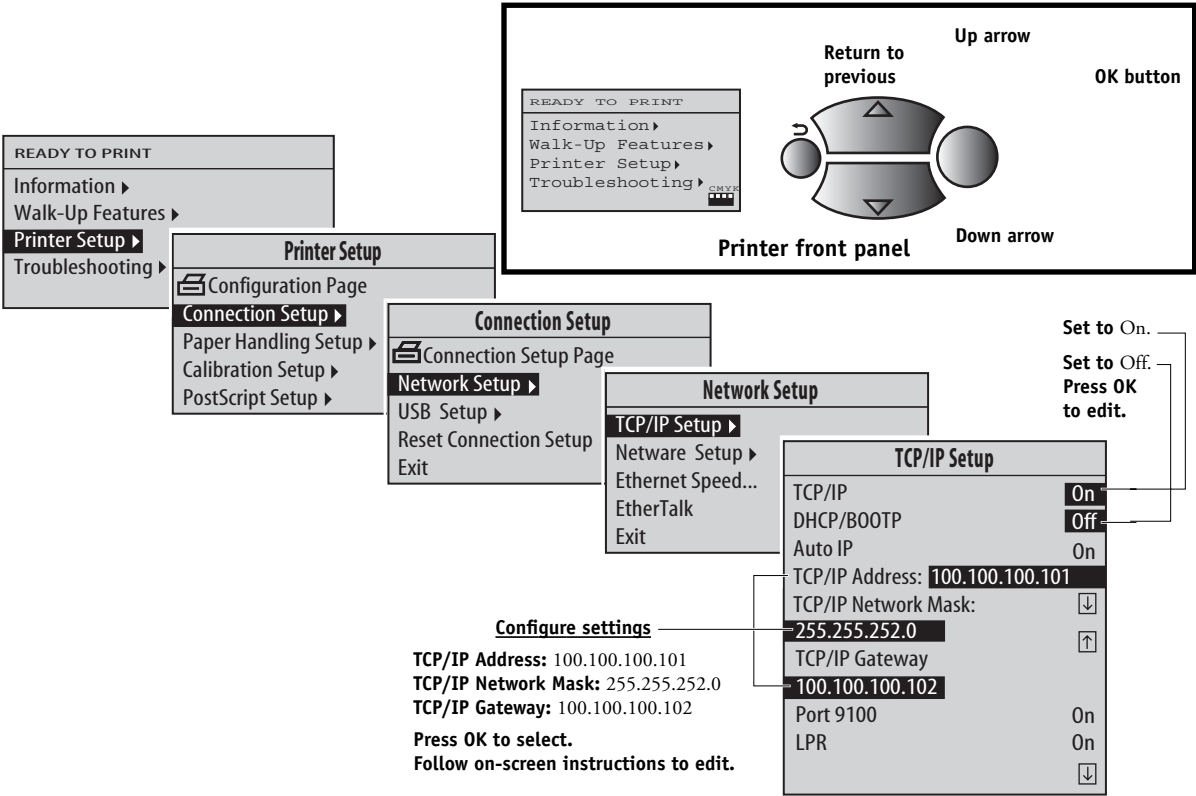 Up arrow
Return to
previous
OK button
READY TO PRINT
Information
Walk-Up Features
Printer Setup
Troubleshooting
CMYK
Printer front panel
Down arrow
READY TO PRINT
Information
Walk-Up Features
Printer Setup
Troubleshooting
Printer Setup
Configuration Page
Connection Setup
Paper Handling Setup
Calibration Setup
PostScript Setup
Connection Setup
Connection Setup Page
Network Setup
USB Setup
Reset Connection Setup
Exit
Network Setup
TCP/IP Setup
Netware Setup
Ethernet Speed...
EtherTalk
Exit
Set to On.
Set to Off.
Press OK
to edit.
TCP/IP Setup
TCP/IP On
DHCP/BOOTP Off
Auto IP On
TCP/IP Address: 100.100.100.101
TCP/IP Network Mask:
255.255.252.0
TCP/IP Gateway
100.100.100.102
Port 9100 On
LPR On
Configure settings
TCP/IP Address: 100.100.100.101
TCP/IP Network Mask: 255.255.252.0
TCP/IP Gateway: 100.100.100.102
Press OK to select.
Follow on-screen instructions to edit.